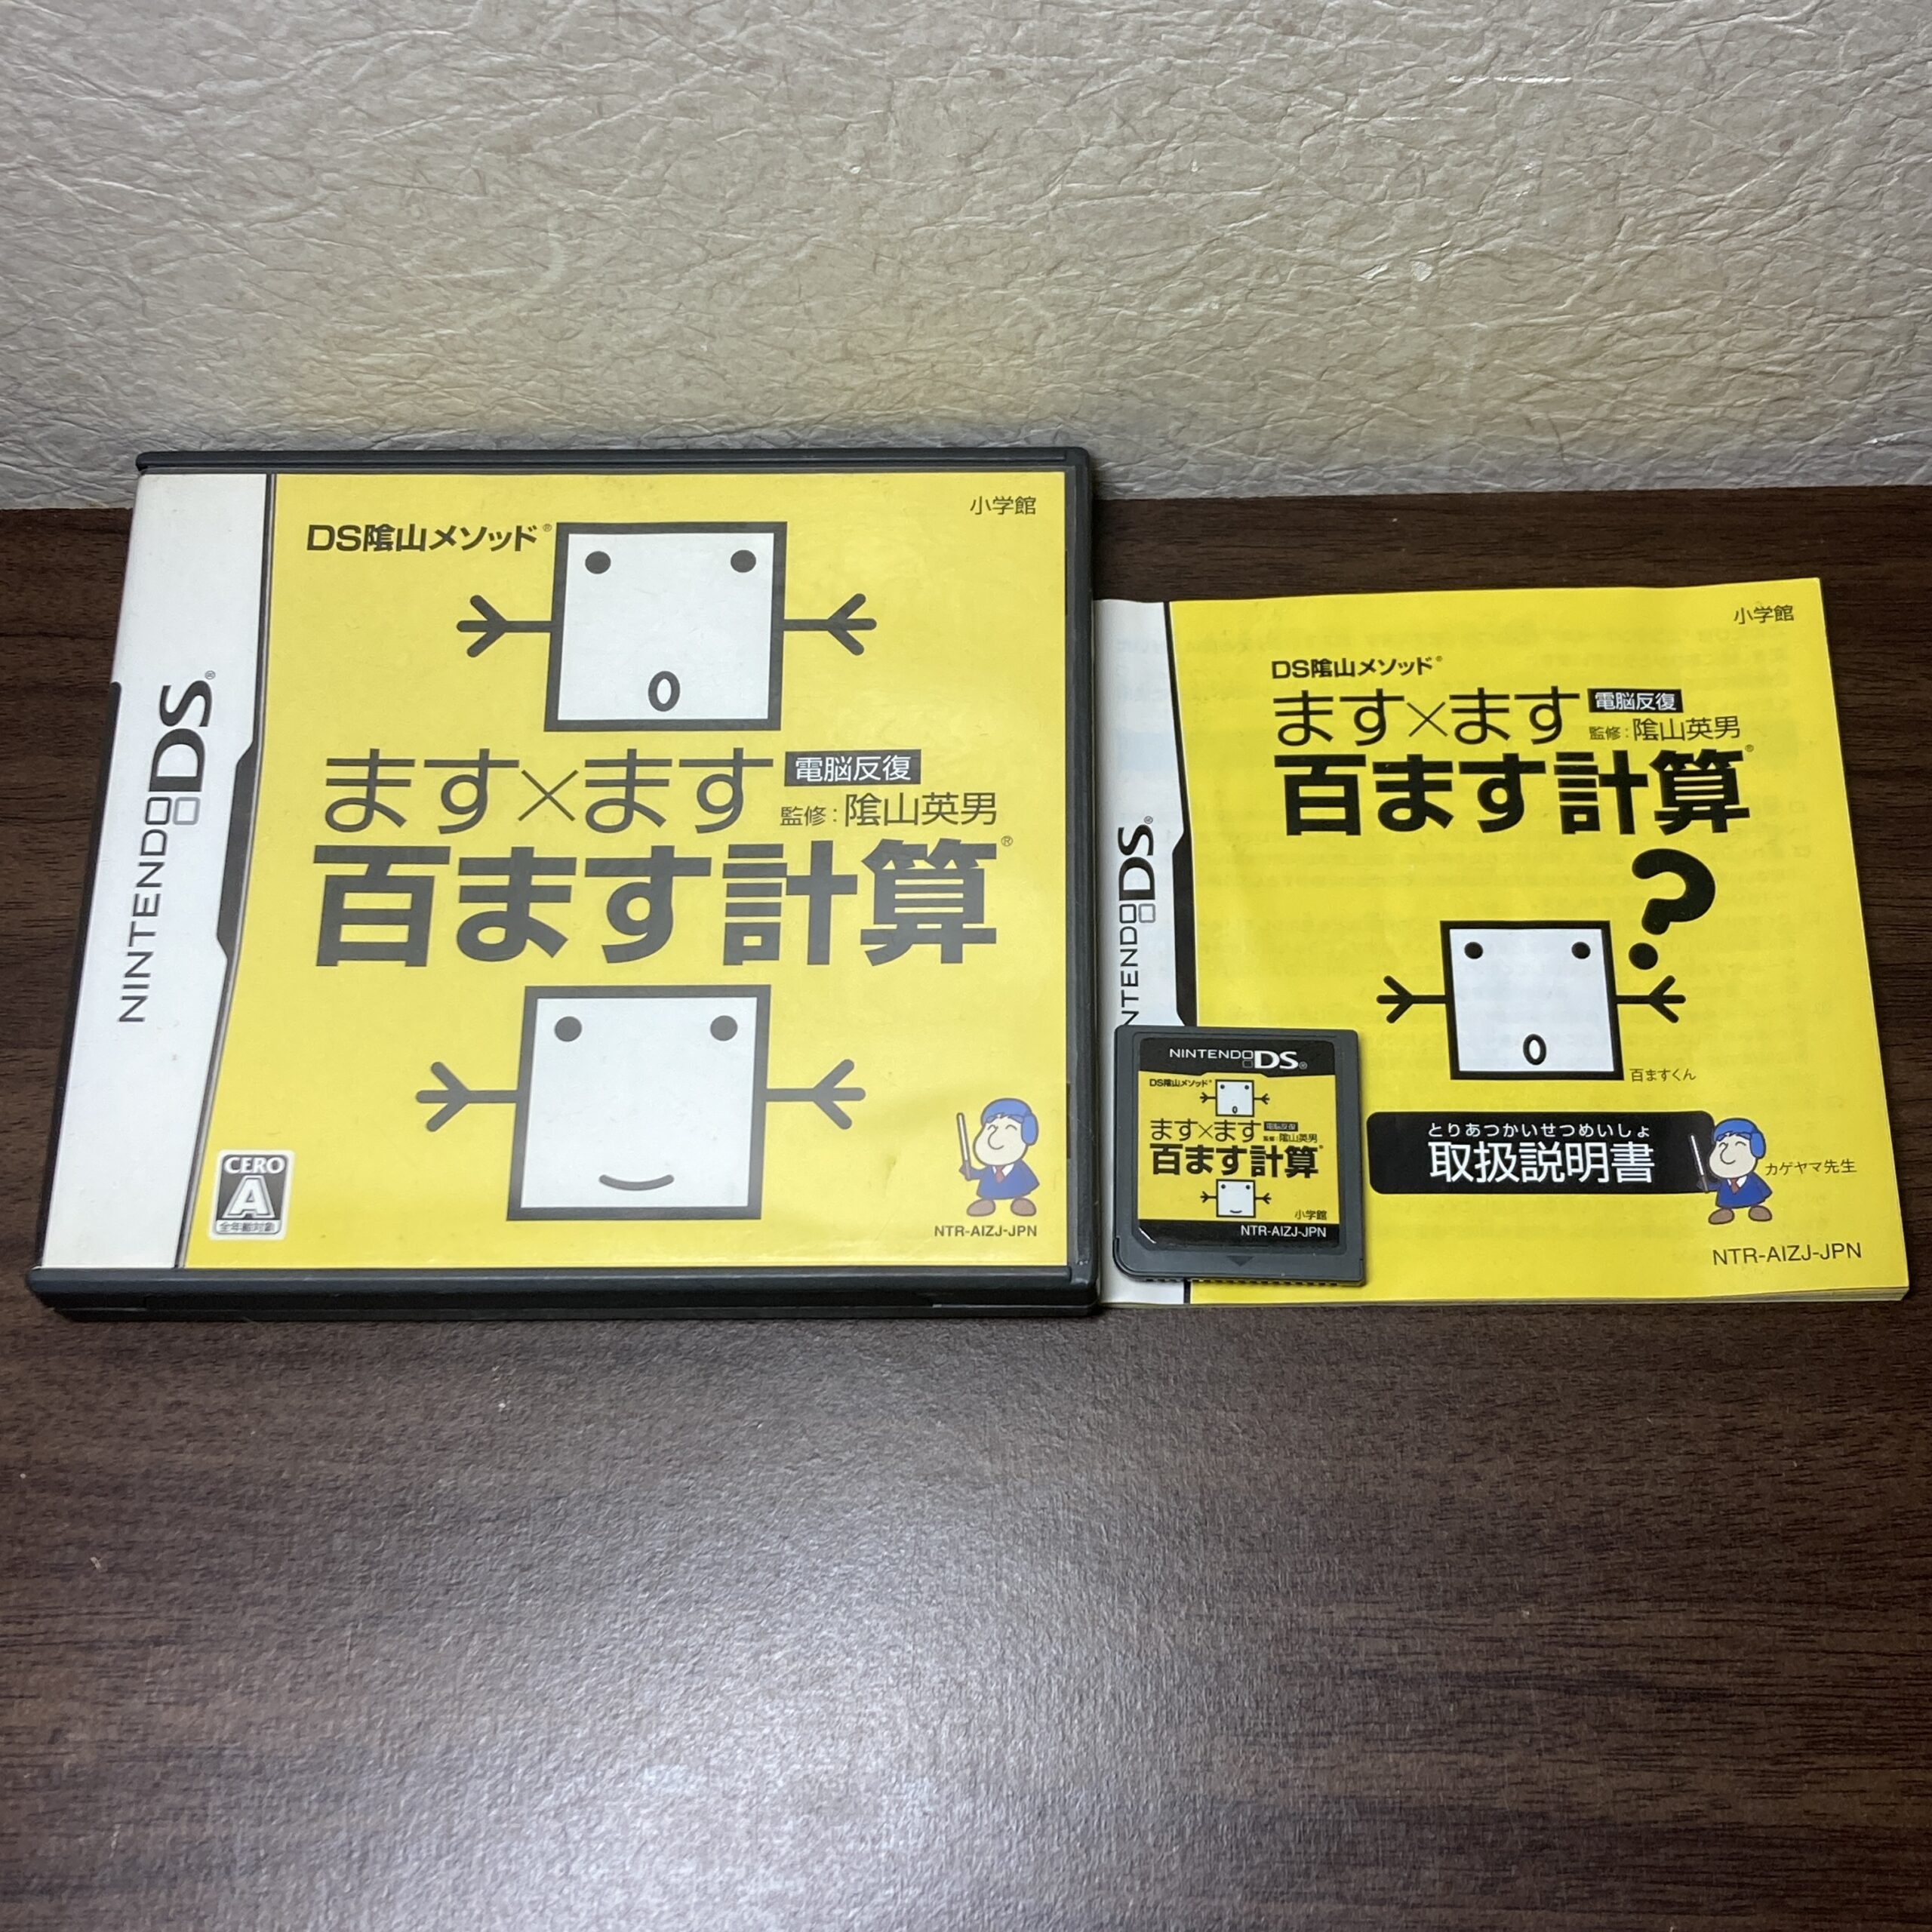 小学館
DS陰山メソッド®
ます×ます 電脳反復
監修:陰山英男
百ます計算®
NINTENDO DS®
CERO
A
全年齢対象
NTR-AIZJ-JPN
小学館
DS陰山メソッド®
ます×ます 電脳反復
監修:陰山英男
百ます計算®
?
百ますくん
とりあつかいせつめいしょ
取扱説明書
カゲヤマ先生
NTR-AIZJ-JPN
NTENDO DS®
NINTENDO DS®
DS陰山メソッド®
ます×ます 電脳反復
監修:陰山英男
百ます計算®
小学館
NTR-AIZJ-JPN